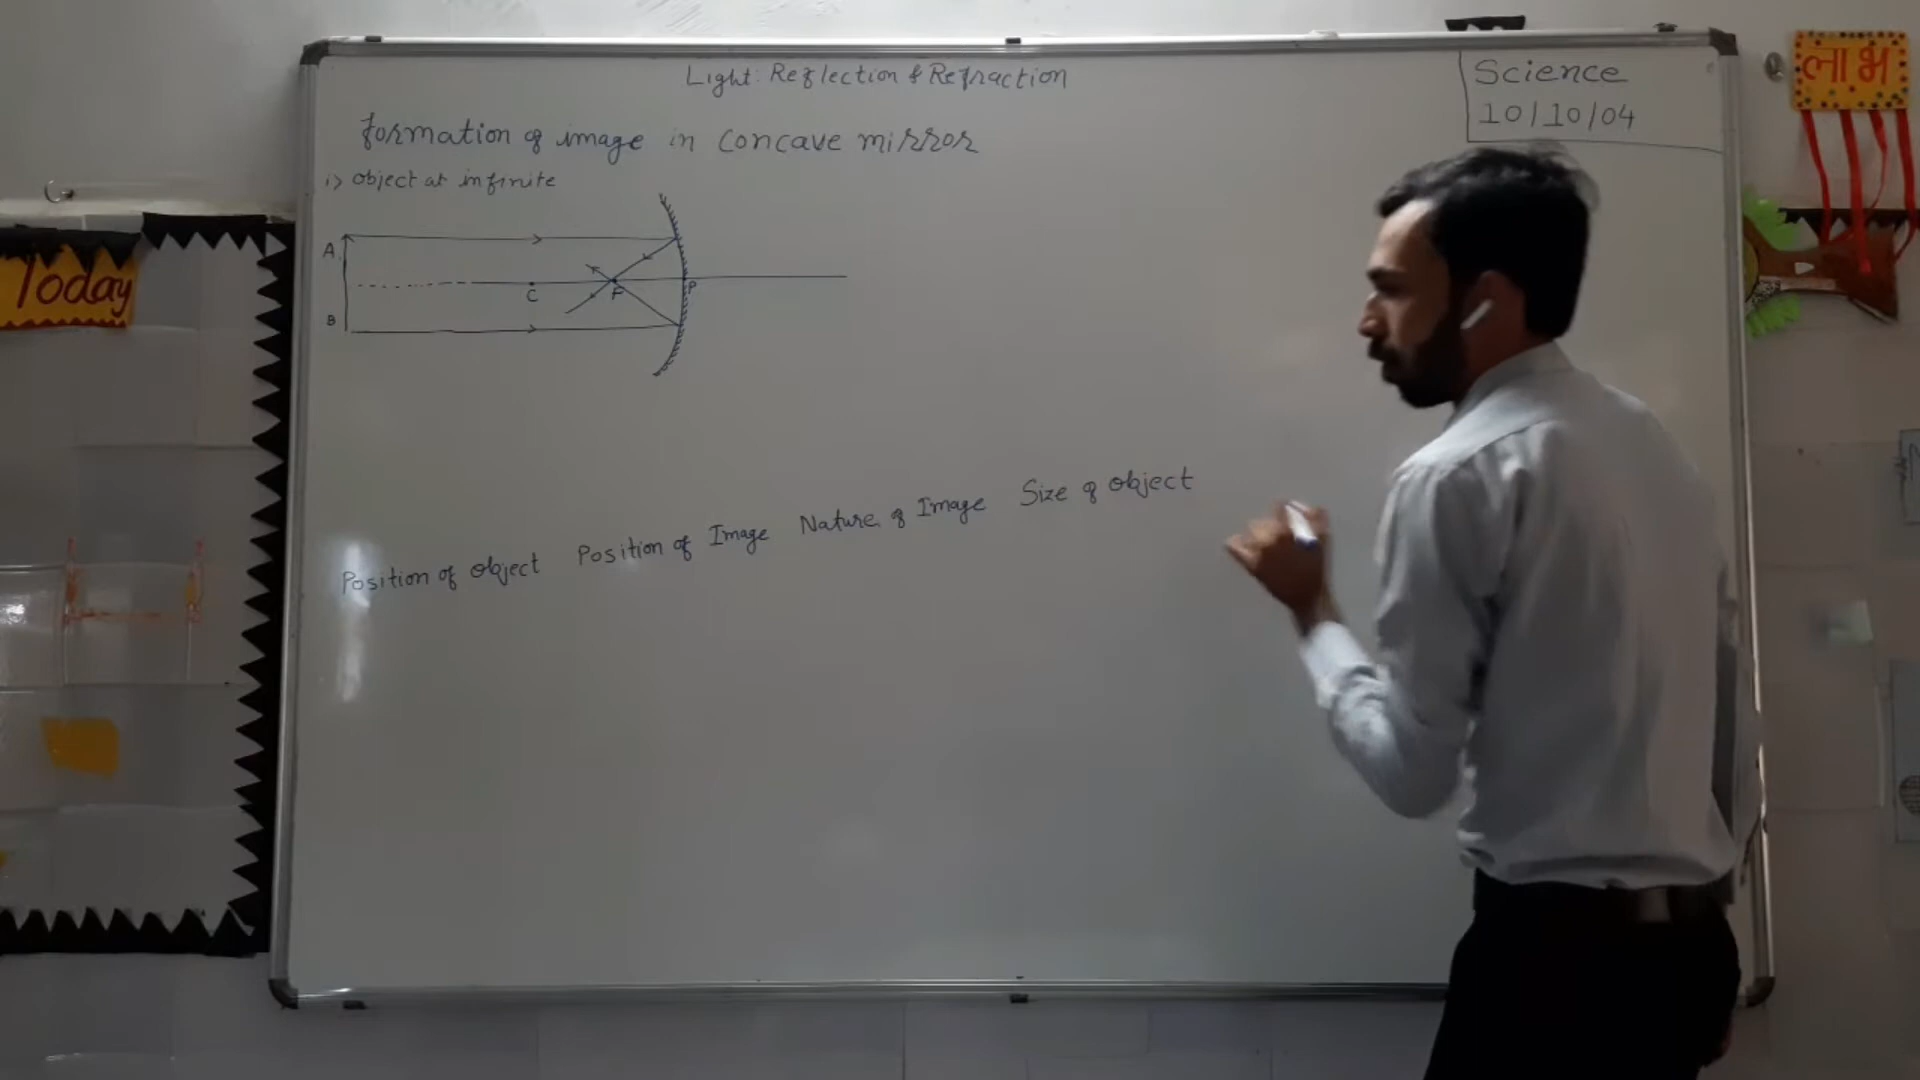 Light: Reflection & Refraction
Science
10/10/04
formation of image in concave mirror
i) object at infinite
A
B
C
F
P
Position of object Position of Image Nature of Image Size of object
Today
लाभ